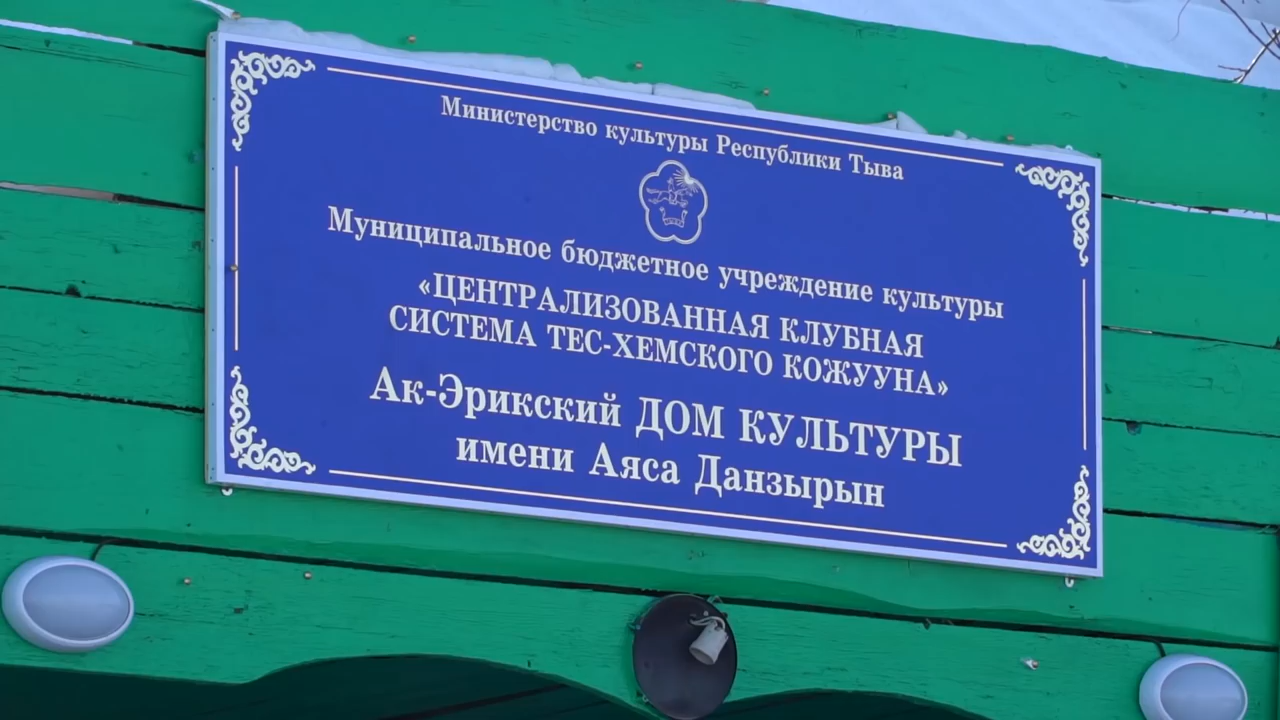 Министерство культуры Республики Тыва
Муниципальное бюджетное учреждение культуры
«ЦЕНТРАЛИЗОВАННАЯ КЛУБНАЯ
СИСТЕМА ТЕС-ХЕМСКОГО КОЖУУНА»
Ак-Эрикский ДОМ КУЛЬТУРЫ
имени Аяса Данзырын